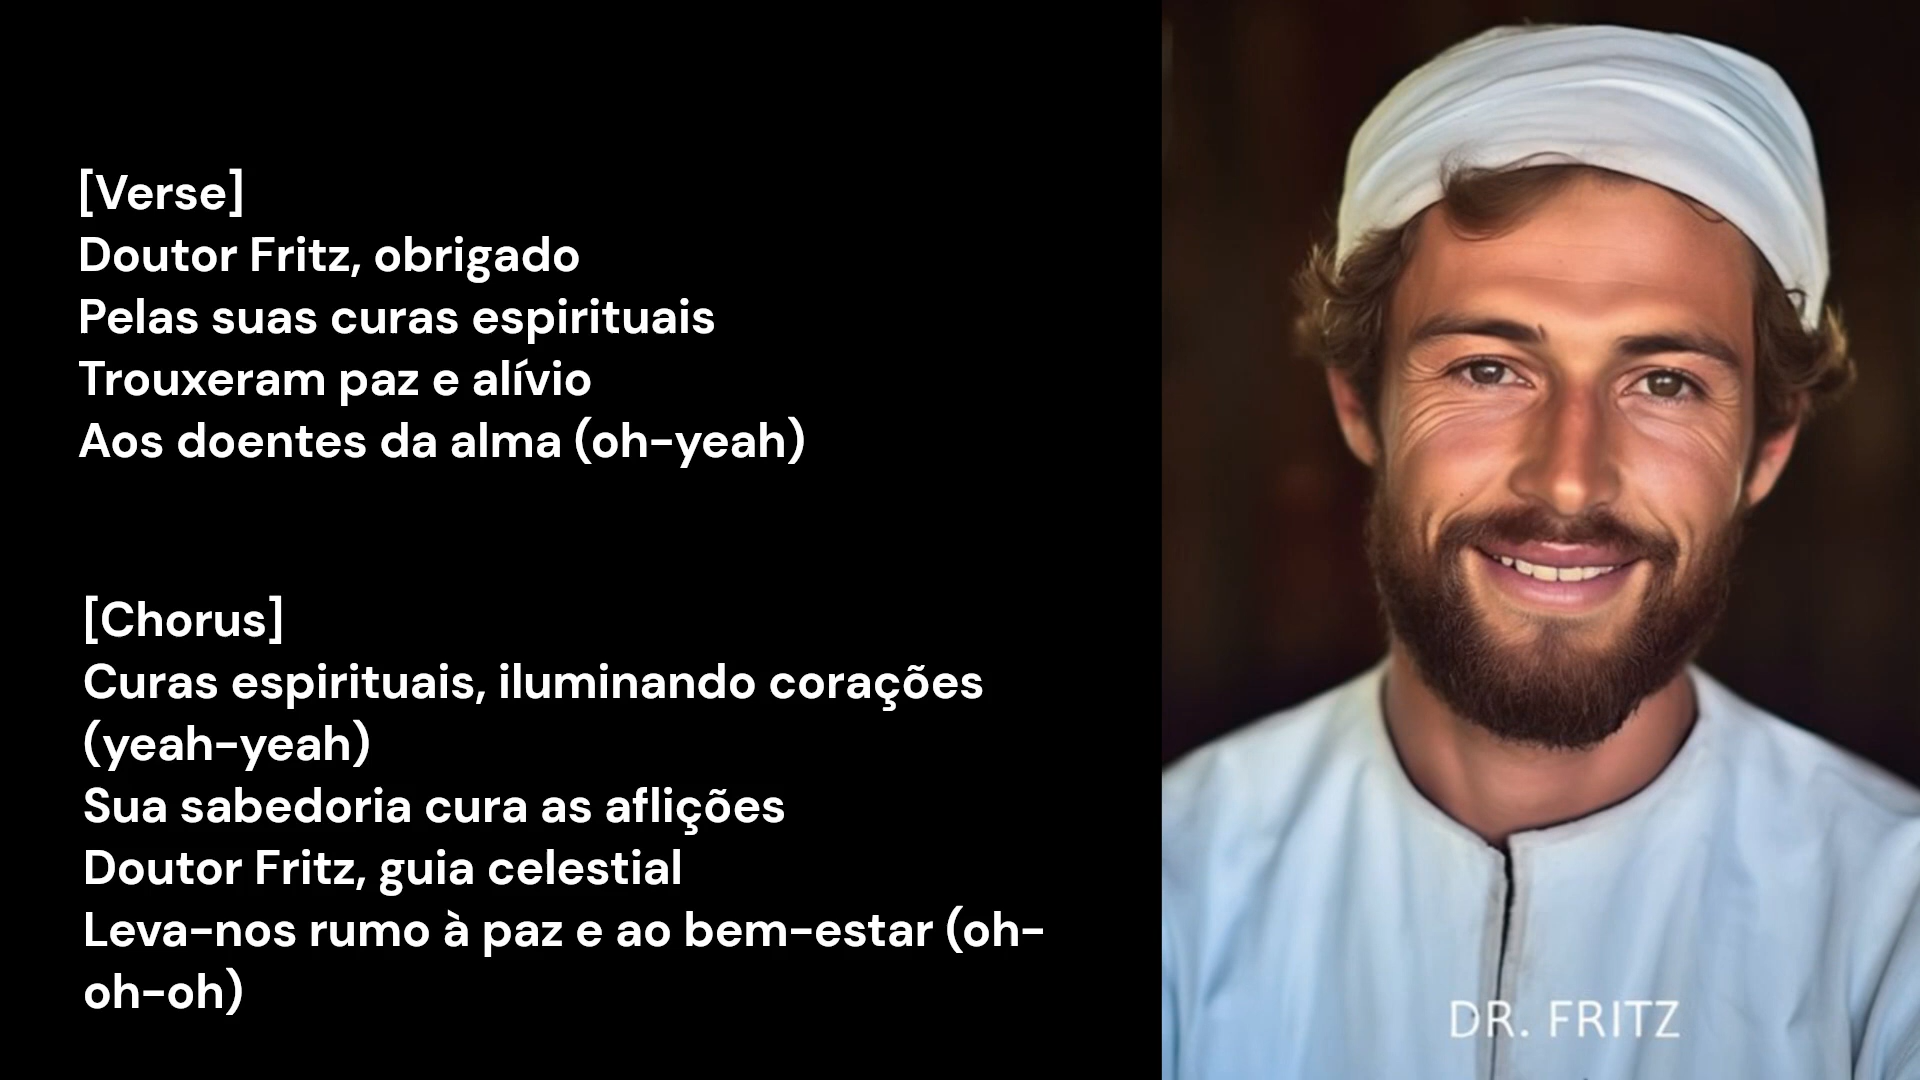 [Verse]
Doutor Fritz, obrigado
Pelas suas curas espirituais
Trouxeram paz e alívio
Aos doentes da alma (oh-yeah)
[Chorus]
Curas espirituais, iluminando corações
(yeah-yeah)
Sua sabedoria cura as aflições
Doutor Fritz, guia celestial
Leva-nos rumo à paz e ao bem-estar (oh-
oh-oh)
DR. FRITZ